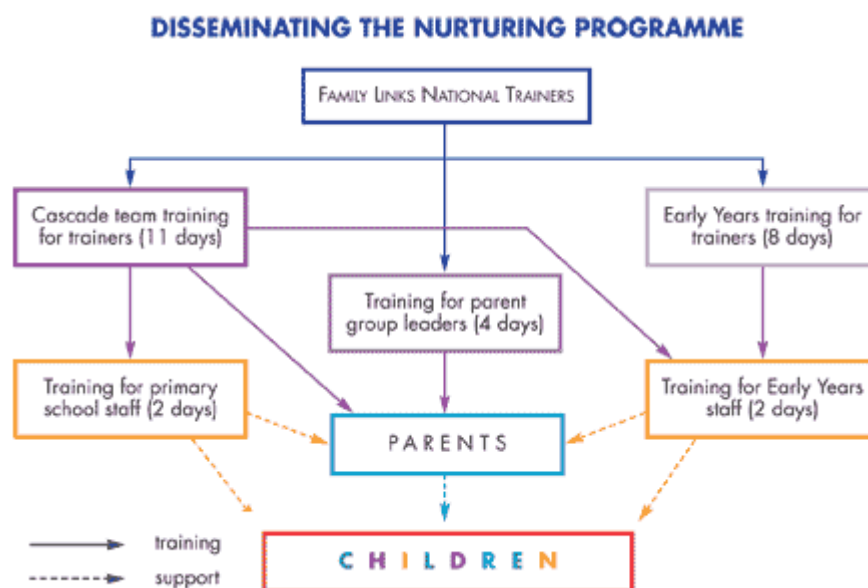 DISSEMINATING THE NURTURING PROGRAMME
FAMILY LINKS NATIONAL TRAINERS
Cascade team training
for trainers (11 days)
Early Years training for
trainers (8 days)
Training for parent
group leaders (4 days)
Training for primary
school staff (2 days)
Training for Early Years
staff (2 days)
PARENTS
CHILDREN
training
support